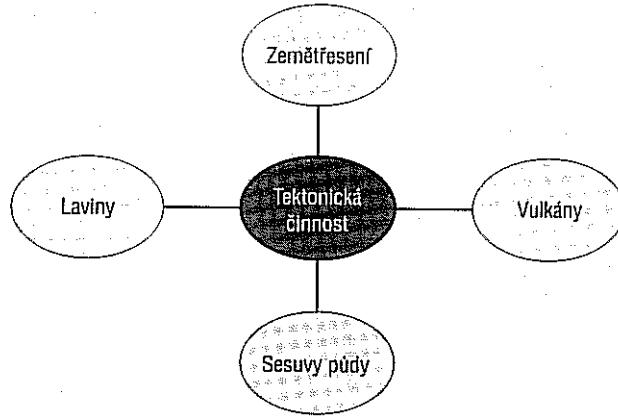 Zemětřesení
Laviny
Tektonická
činnost
Vulkány
Sesuvy půdy